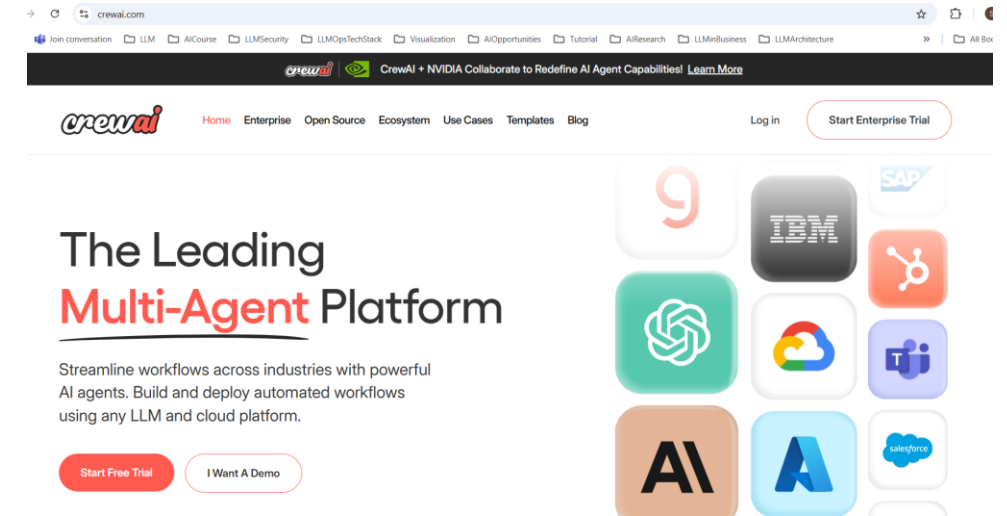 crewai.com
Join conversation LLM AICourse LLMSecurity LLMOpsTechStack Visualization AIOpportunities Tutorial AIResearch LLMinBusiness LLMArchitecture » All Boo
crewai CrewAI + NVIDIA Collaborate to Redefine AI Agent Capabilities! Learn More
crewai Home Enterprise Open Source Ecosystem Use Cases Templates Blog Log in Start Enterprise Trial
The Leading
Multi-Agent Platform
Streamline workflows across industries with powerful
AI agents. Build and deploy automated workflows
using any LLM and cloud platform.
Start Free Trial I Want A Demo
g
IBM
SAP
T
AI
salesforce